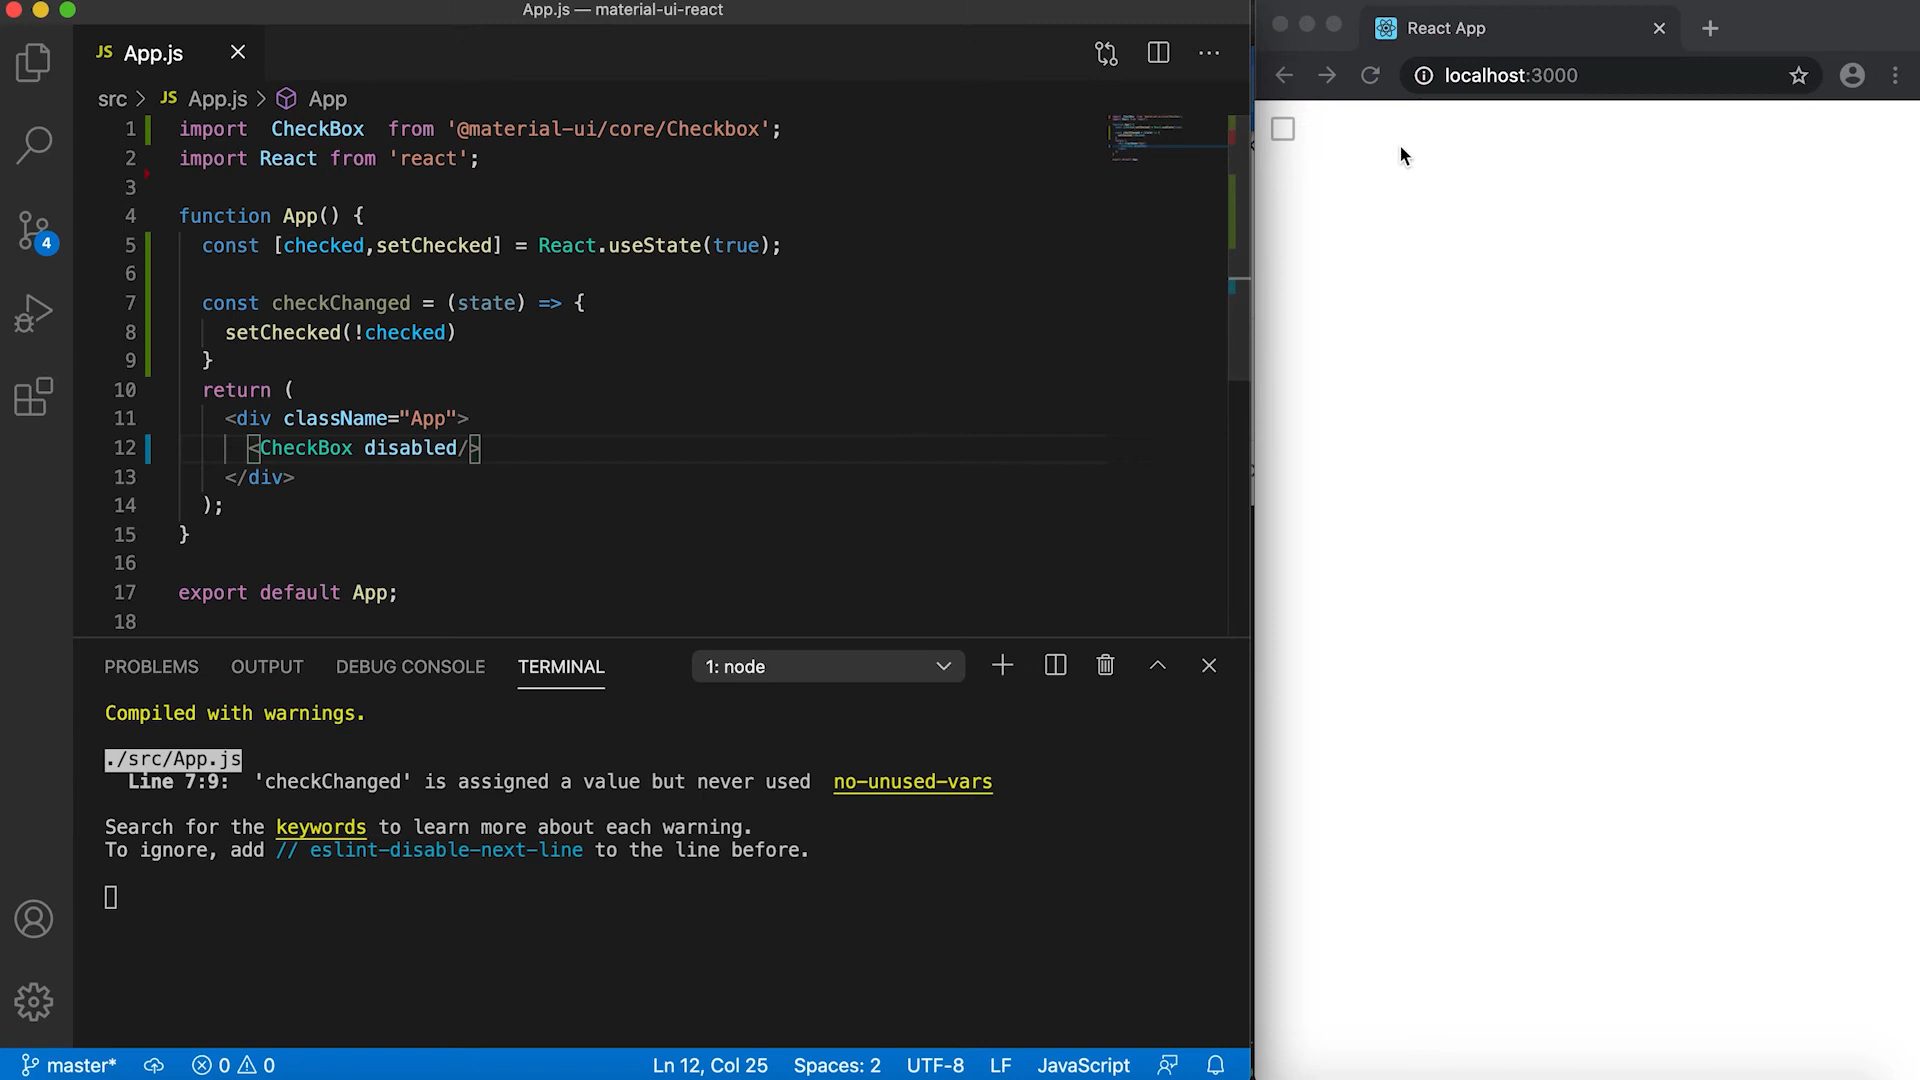 App.js — material-ui-react
JS App.js
src > JS App.js > App
1 import  CheckBox  from '@material-ui/core/Checkbox';
2 import React from 'react';
3
4 function App() {
5 const [checked,setChecked] = React.useState(true);
6
7 const checkChanged = (state) => {
8 setChecked(!checked)
9 }
10 return (
11 <div className="App">
12 <CheckBox disabled/>
13 </div>
14 );
15 }
16
17 export default App;
18
PROBLEMS OUTPUT DEBUG CONSOLE TERMINAL 1: node
Compiled with warnings.
./src/App.js
Line 7:9:  'checkChanged' is assigned a value but never used  no-unused-vars
Search for the keywords to learn more about each warning.
To ignore, add // eslint-disable-next-line to the line before.
4
master* 0 0 Ln 12, Col 25 Spaces: 2 UTF-8 LF JavaScript
React App
localhost:3000